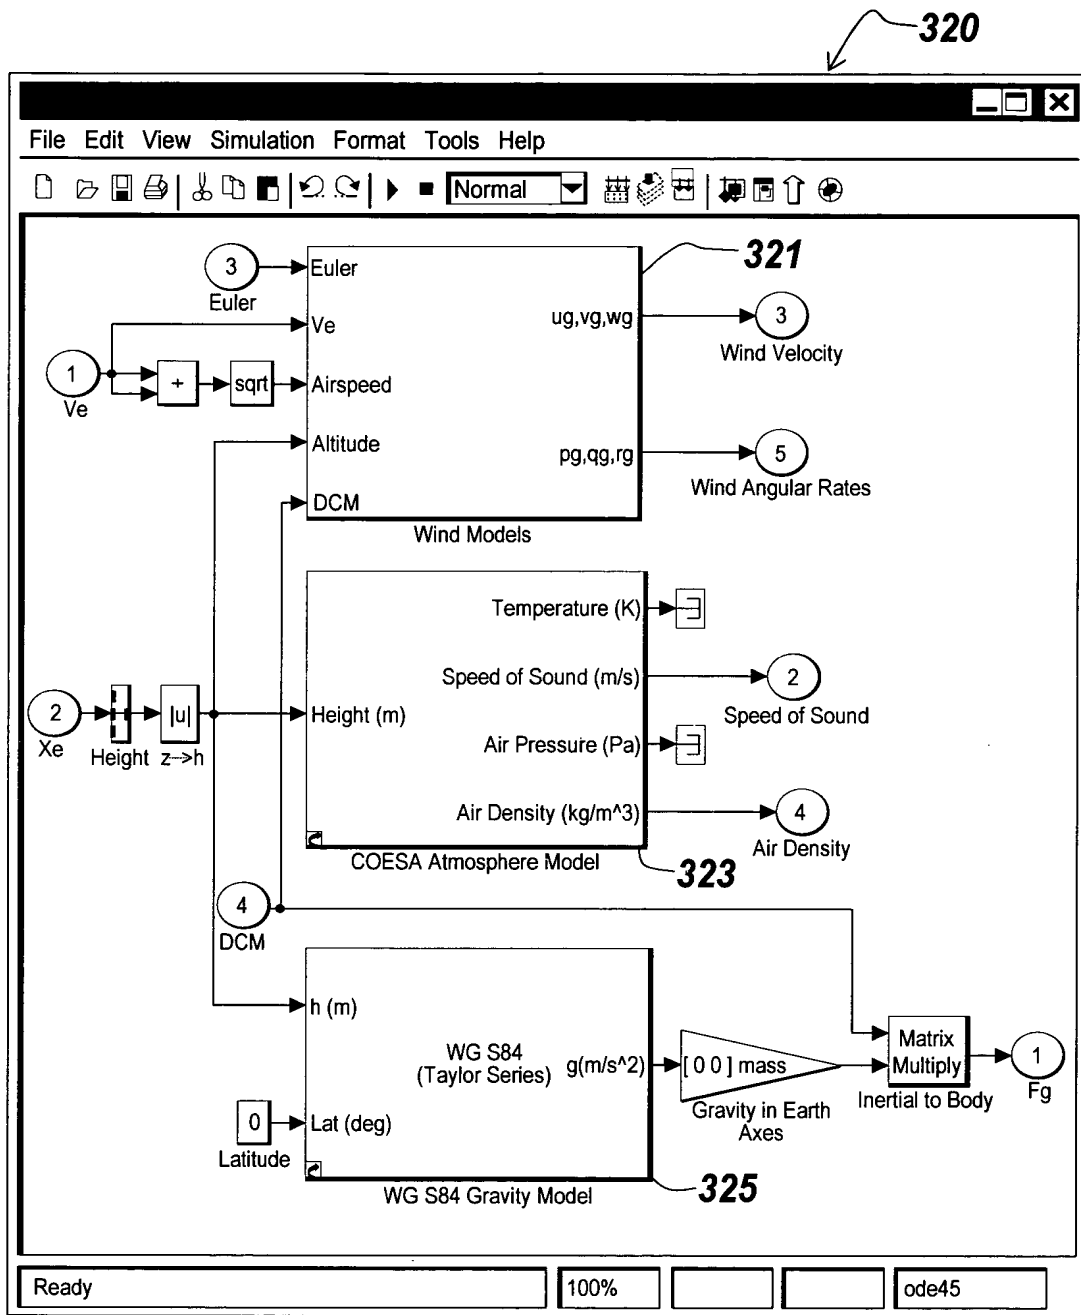 320
File Edit View Simulation Format Tools Help
Normal
3
Euler
Euler
321
ug,vg,wg
3
Wind Velocity
Ve
1
Ve
+
sqrt
Airspeed
Altitude
pg,qg,rg
5
Wind Angular Rates
DCM
Wind Models
Temperature (K)
Speed of Sound (m/s)
2
Speed of Sound
2
Xe
Height
|u|
z->h
Height (m)
Air Pressure (Pa)
Air Density (kg/m^3)
4
Air Density
COESA Atmosphere Model
323
4
DCM
h (m)
WG S84
(Taylor Series)
g(m/s^2)
[ 0 0 ] mass
Gravity in Earth
Axes
Matrix
Multiply
Inertial to Body
1
Fg
0
Latitude
Lat (deg)
WG S84 Gravity Model
325
Ready
100%
ode45